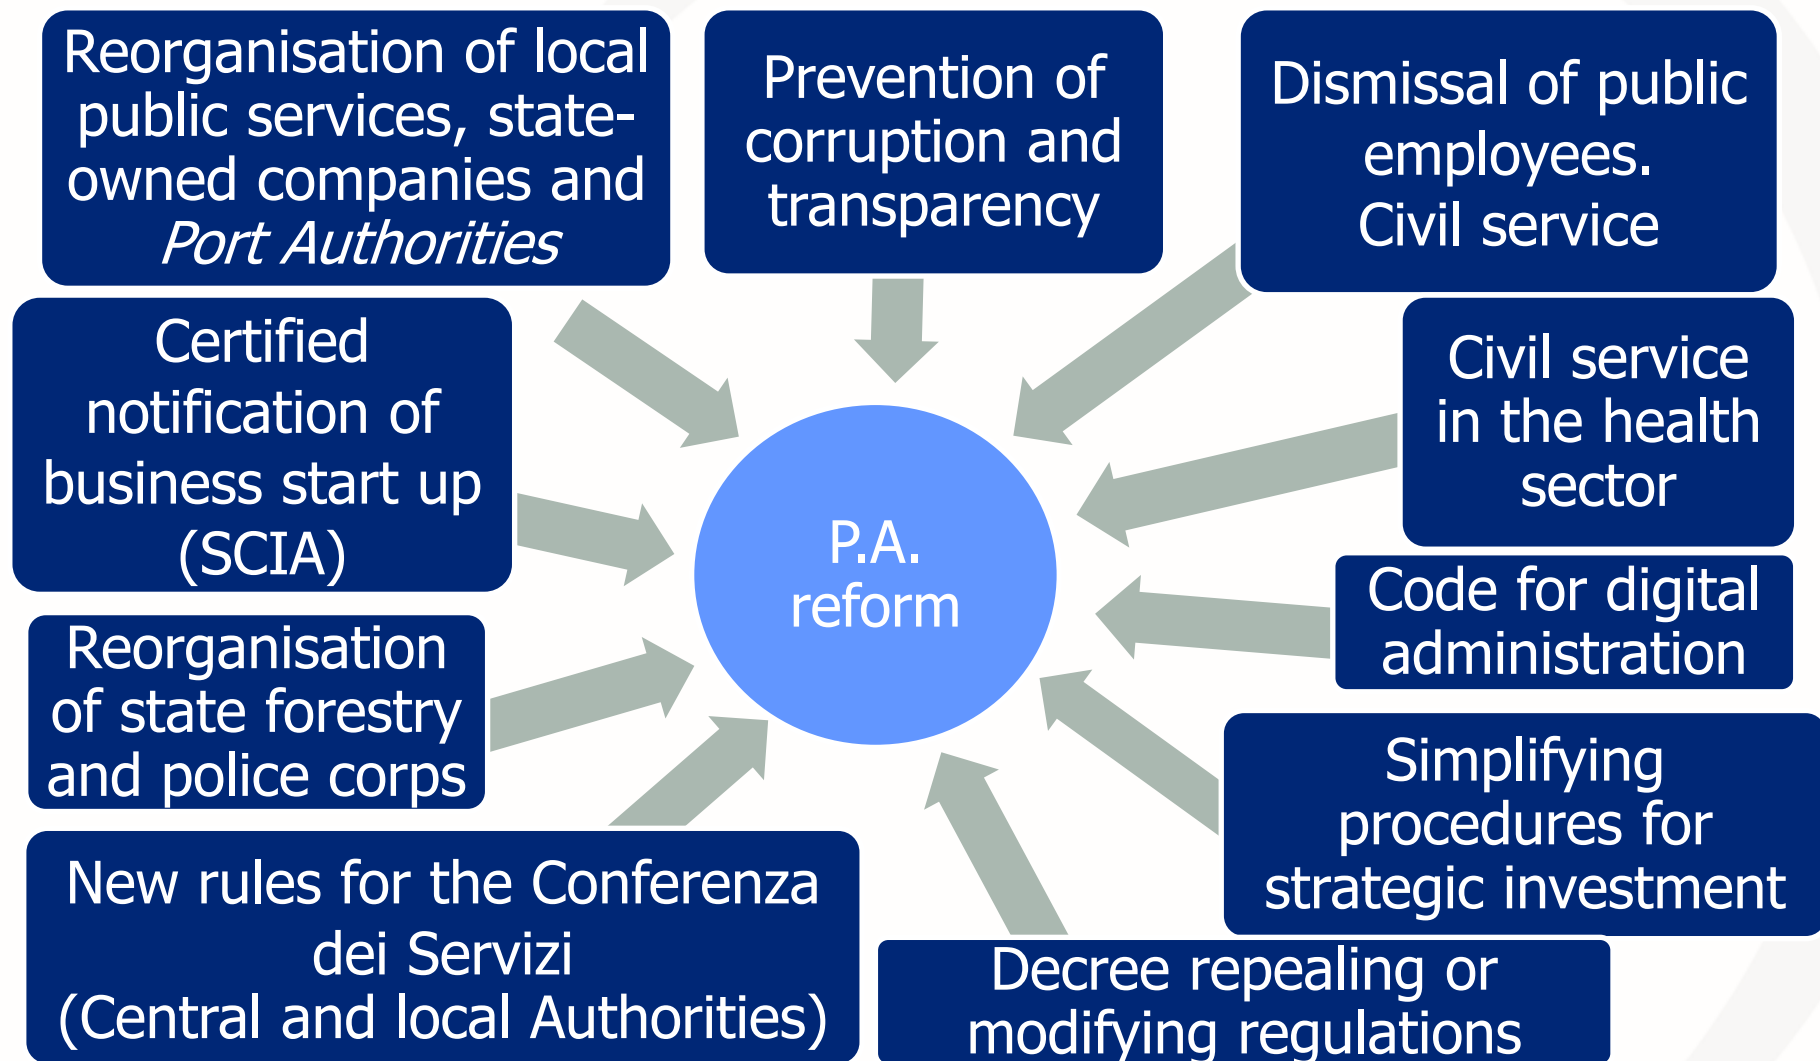 Reorganisation of local
public services, state-
owned companies and
Port Authorities
Prevention of
corruption and
transparency
Dismissal of public
employees.
Civil service
Certified
notification of
business start up
(SCIA)
Civil service
in the health
sector
P.A.
reform
Code for digital
administration
Reorganisation
of state forestry
and police corps
Simplifying
procedures for
strategic investment
New rules for the Conferenza
dei Servizi
(Central and local Authorities)
Decree repealing or
modifying regulations